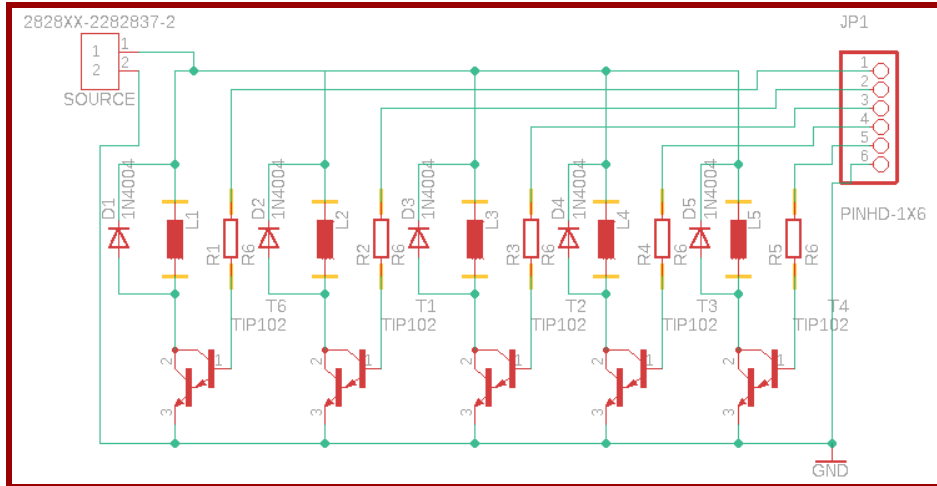 2828XX-2282837-2
JP1
1
2
1
2
SOURCE
1
2
3
4
5
6
PINHD-1X6
D1
1N4004
L1
R1
R6
D2
1N4004
L2
R2
R6
D3
1N4004
L3
R3
R6
D4
1N4004
L4
R4
R6
D5
1N4004
L5
R5
R6
T6
TIP102
T1
TIP102
T2
TIP102
T3
TIP102
T4
TIP102
2
1
3
2
1
3
2
1
3
2
1
3
2
1
3
GND